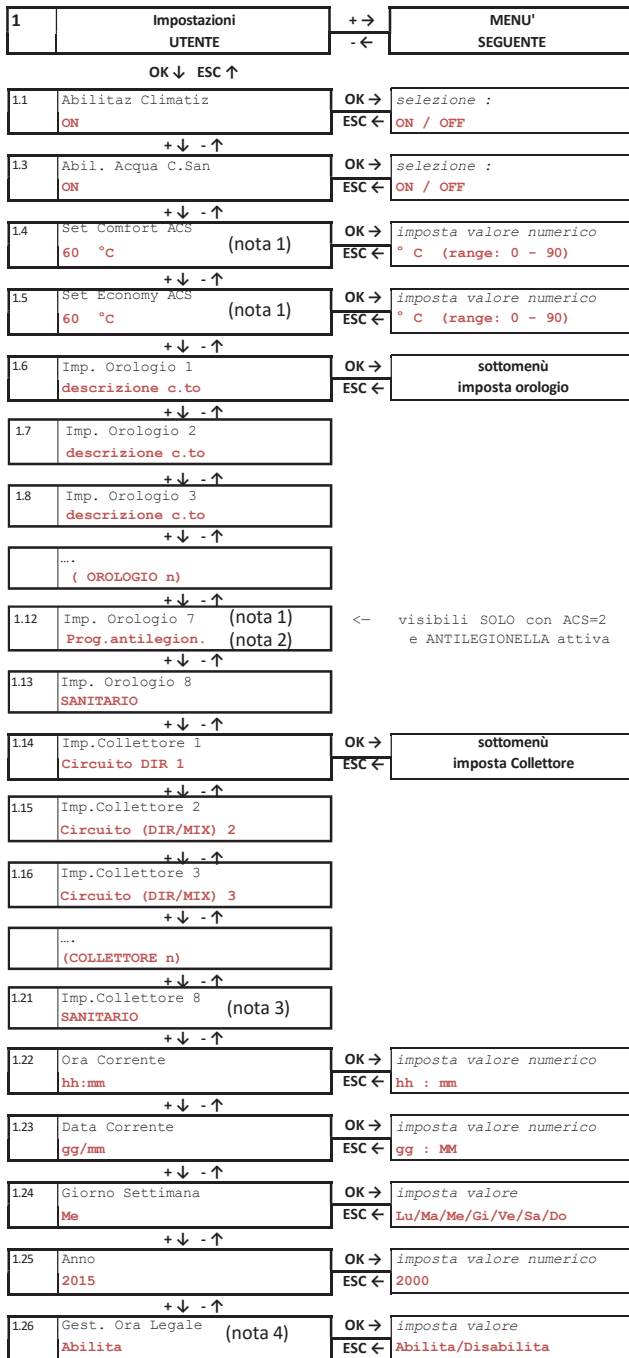 1 Impostazioni + → MENU'
UTENTE - ← SEGUENTE
OK ↓ ESC ↑
1.1 Abilitaz Climatiz OK → selezione :
ON ESC ← ON / OFF
+ ↓ - ↑
1.3 Abil. Acqua C.San OK → selezione :
ON ESC ← ON / OFF
+ ↓ - ↑
1.4 Set Comfort ACS (nota 1) OK → imposta valore numerico
60 °C ESC ← ° C (range: 0 - 90)
+ ↓ - ↑
1.5 Set Economy ACS (nota 1) OK → imposta valore numerico
60 °C ESC ← ° C (range: 0 - 90)
+ ↓ - ↑
1.6 Imp. Orologio 1 OK → sottomenù
descrizione c.to ESC ← imposta orologio
+ ↓ - ↑
1.7 Imp. Orologio 2
descrizione c.to
+ ↓ - ↑
1.8 Imp. Orologio 3
descrizione c.to
+ ↓ - ↑
….
( OROLOGIO n)
+ ↓ - ↑
1.12 Imp. Orologio 7 (nota 1) <— visibili SOLO con ACS=2
Prog.antilegion. (nota 2) e ANTILEGIONELLA attiva
+ ↓ - ↑
1.13 Imp. Orologio 8
SANITARIO
+ ↓ - ↑
1.14 Imp.Collettore 1 OK → sottomenù
Circuito DIR 1 ESC ← imposta Collettore
+ ↓ - ↑
1.15 Imp.Collettore 2
Circuito (DIR/MIX) 2
+ ↓ - ↑
1.16 Imp.Collettore 3
Circuito (DIR/MIX) 3
+ ↓ - ↑
….
(COLLETTORE n)
+ ↓ - ↑
1.21 Imp.Collettore 8 (nota 3)
SANITARIO
+ ↓ - ↑
1.22 Ora Corrente OK → imposta valore numerico
hh:mm ESC ← hh : mm
+ ↓ - ↑
1.23 Data Corrente OK → imposta valore numerico
gg/mm ESC ← gg : MM
+ ↓ - ↑
1.24 Giorno Settimana OK → imposta valore
Me ESC ← Lu/Ma/Me/Gi/Ve/Sa/Do
+ ↓ - ↑
1.25 Anno OK → imposta valore numerico
2015 ESC ← 2000
+ ↓ - ↑
1.26 Gest. Ora Legale (nota 4) OK → imposta valore
Abilita ESC ← Abilita/Disabilita